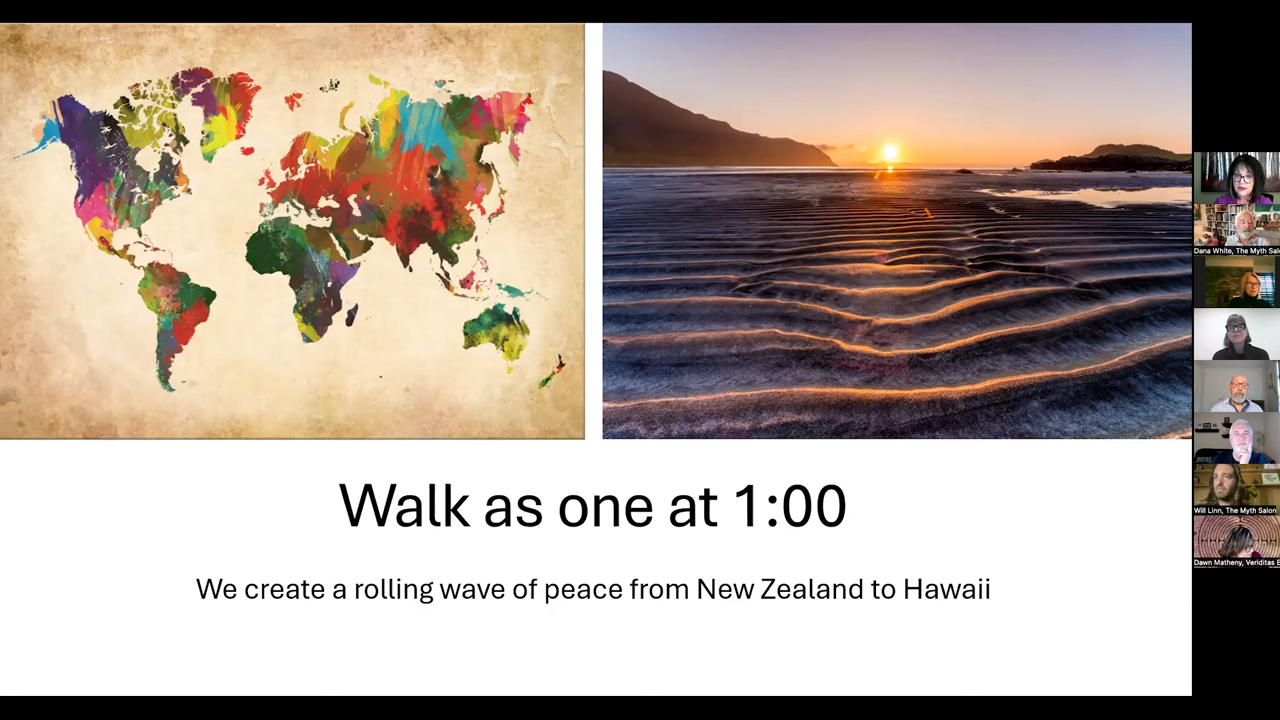 Walk as one at 1:00
We create a rolling wave of peace from New Zealand to Hawaii
Dana White, The Myth Sal
Will Linn, The Myth Salon
Dawn Matheny, Veriditas E